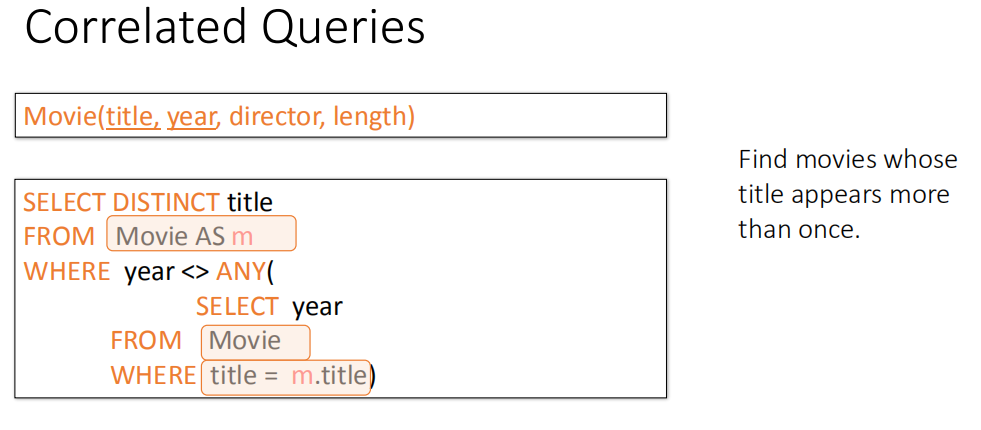 Correlated Queries
Movie(title, year, director, length)
SELECT DISTINCT title
FROM Movie AS m
WHERE year <> ANY(
SELECT year
FROM Movie
WHERE title = m.title)
Find movies whose
title appears more
than once.